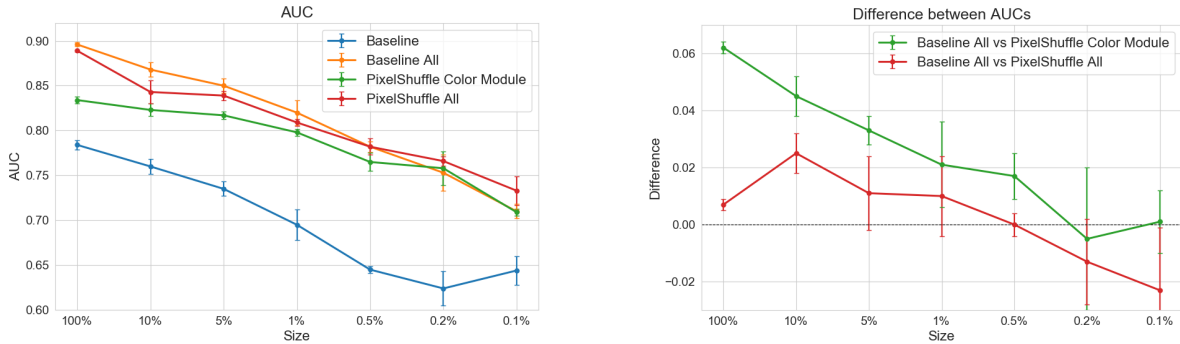 AUC
0.90
0.85
0.80
0.75
0.70
0.65
0.60
AUC
Baseline
Baseline All
PixelShuffle Color Module
PixelShuffle All
100%
10%
5%
1%
0.5%
0.2%
0.1%
Size
Difference between AUCs
0.06
0.04
0.02
0.00
−0.02
Difference
Baseline All vs PixelShuffle Color Module
Baseline All vs PixelShuffle All
100%
10%
5%
1%
0.5%
0.2%
0.1%
Size